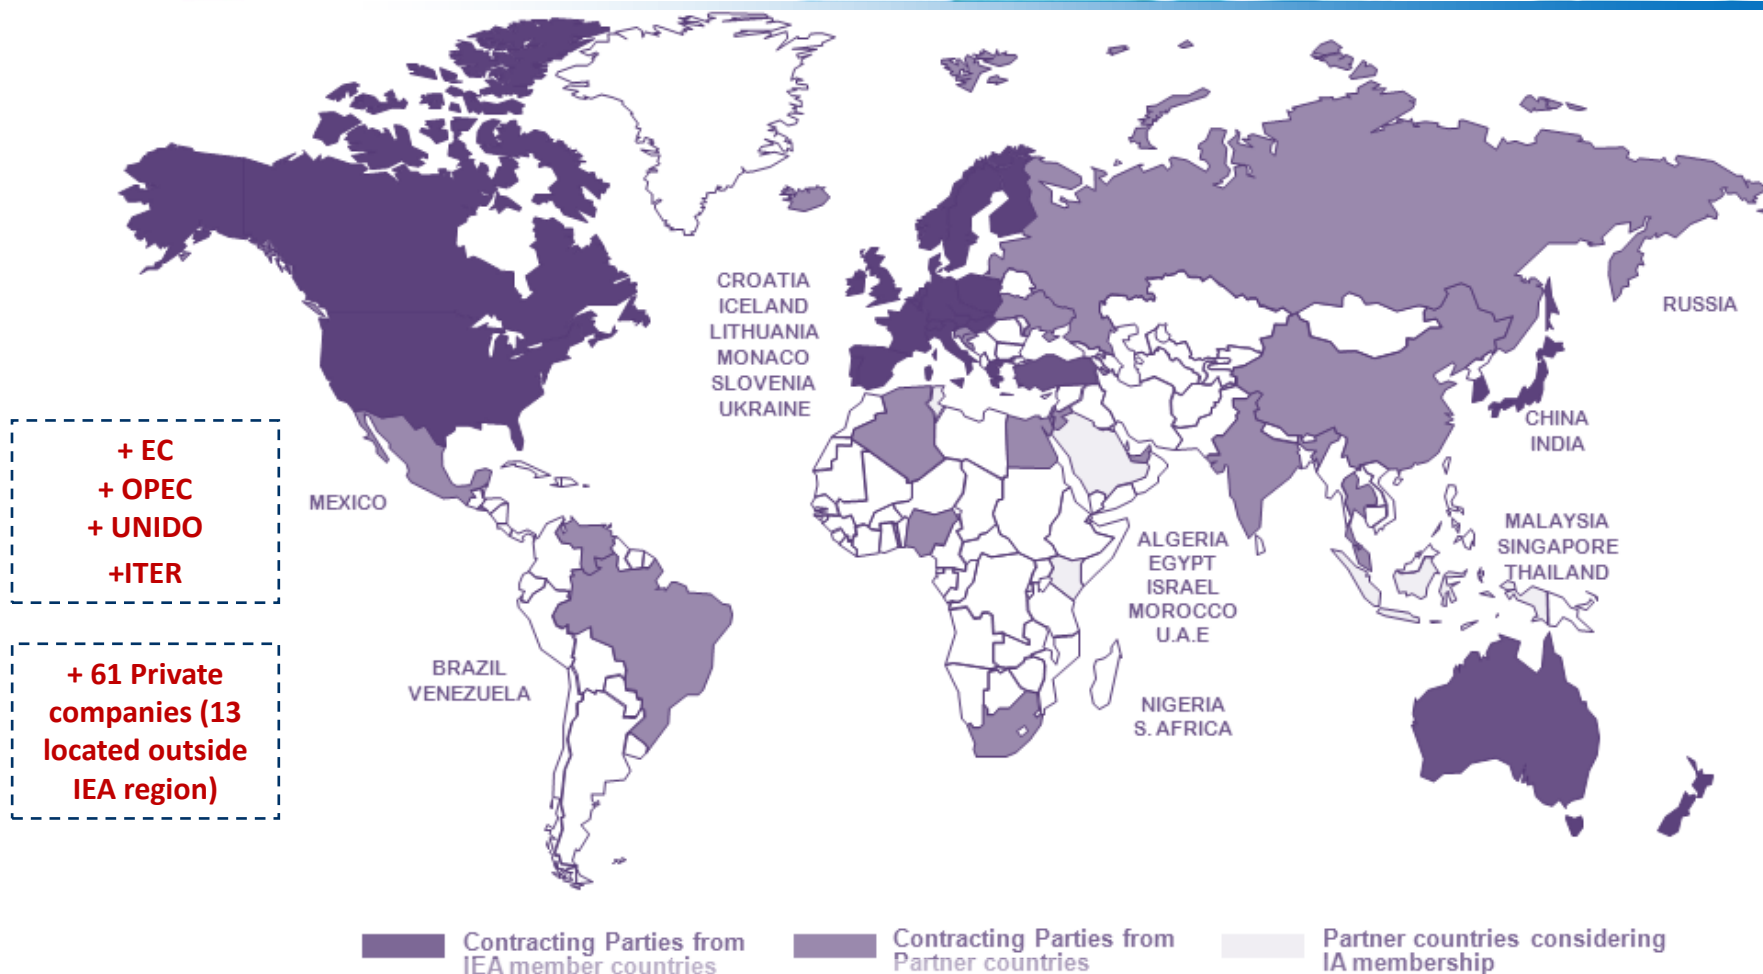 CROATIA
ICELAND
LITHUANIA
MONACO
SLOVENIA
UKRAINE
RUSSIA
CHINA
INDIA
+ EC
+ OPEC
+ UNIDO
+ITER
MEXICO
MALAYSIA
SINGAPORE
THAILAND
ALGERIA
EGYPT
ISRAEL
MOROCCO
U.A.E
+ 61 Private
companies (13
located outside
IEA region)
BRAZIL
VENEZUELA
NIGERIA
S. AFRICA
Contracting Parties from
IEA member countries
Contracting Parties from
Partner countries
Partner countries considering
IA membership